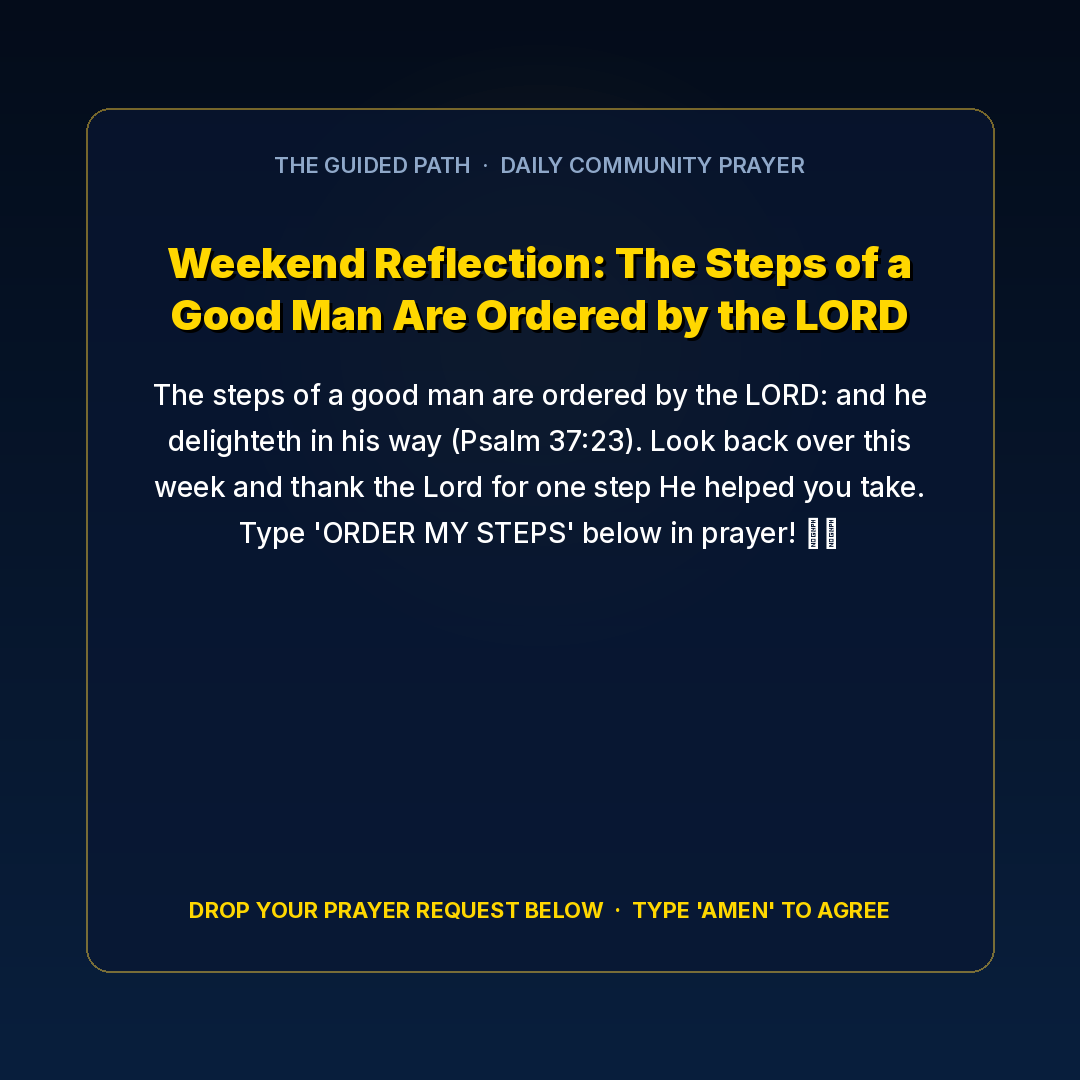 THE GUIDED PATH · DAILY COMMUNITY PRAYER
Weekend Reflection: The Steps of a
Good Man Are Ordered by the LORD
The steps of a good man are ordered by the LORD: and he
delighteth in his way (Psalm 37:23). Look back over this
week and thank the Lord for one step He helped you take.
Type 'ORDER MY STEPS' below in prayer!
DROP YOUR PRAYER REQUEST BELOW · TYPE 'AMEN' TO AGREE